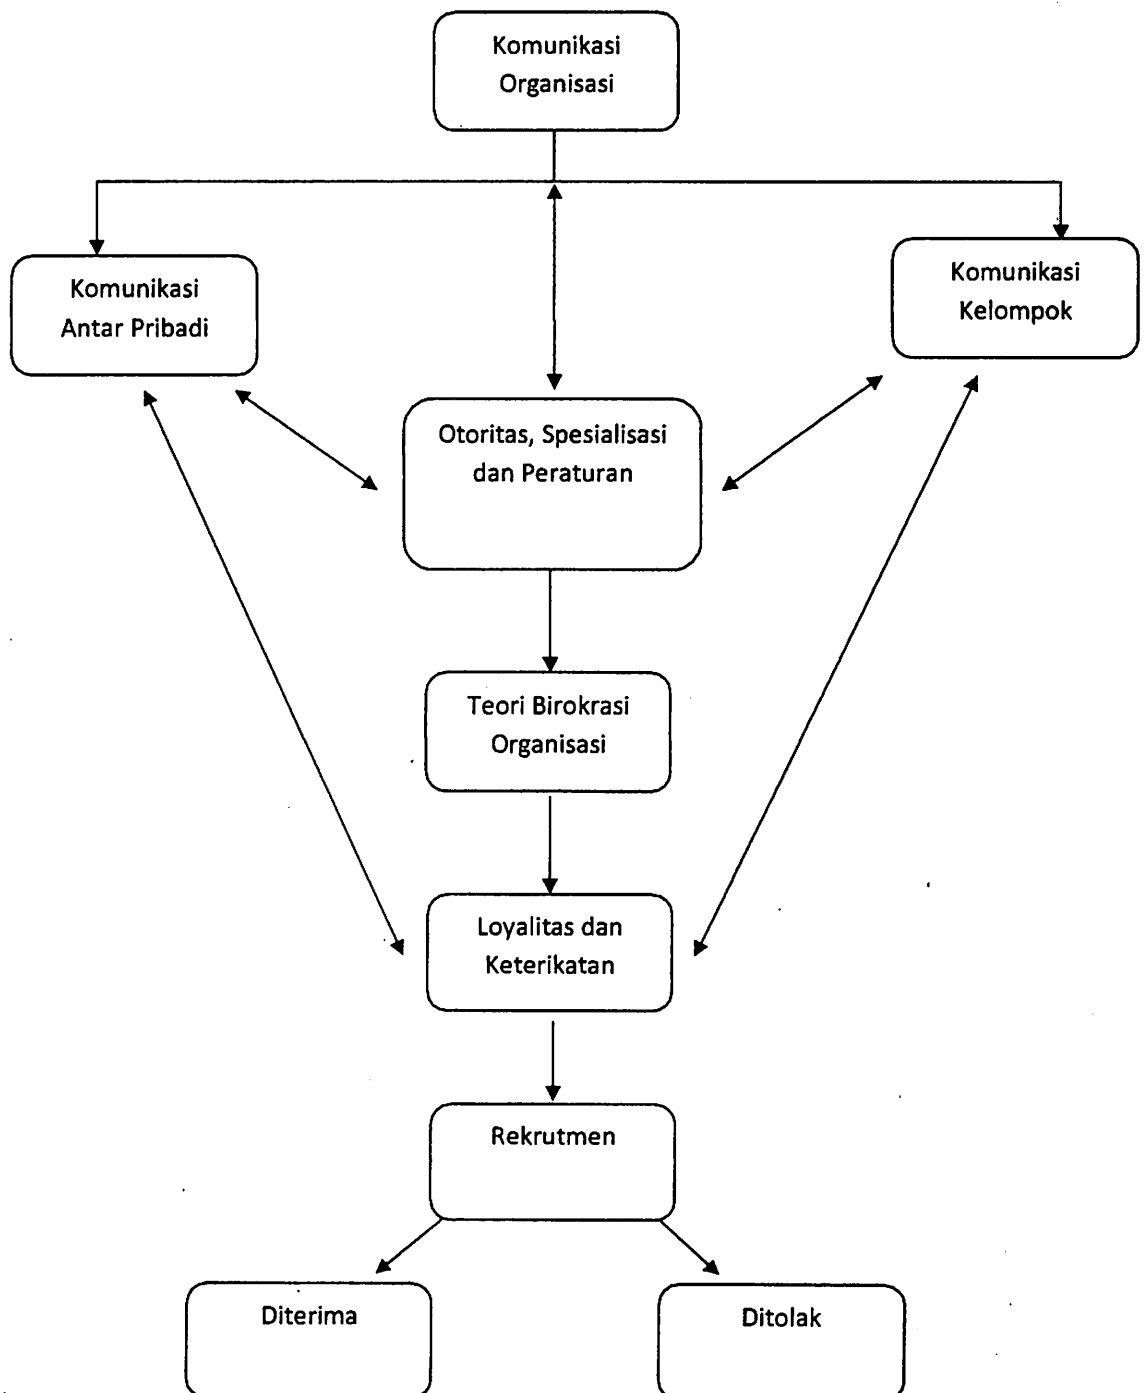 Komunikasi
Organisasi
Komunikasi
Antar Pribadi
Komunikasi
Kelompok
Otoritas, Spesialisasi
dan Peraturan
Teori Birokrasi
Organisasi
Loyalitas dan
Keterikatan
Rekrutmen
Diterima
Ditolak